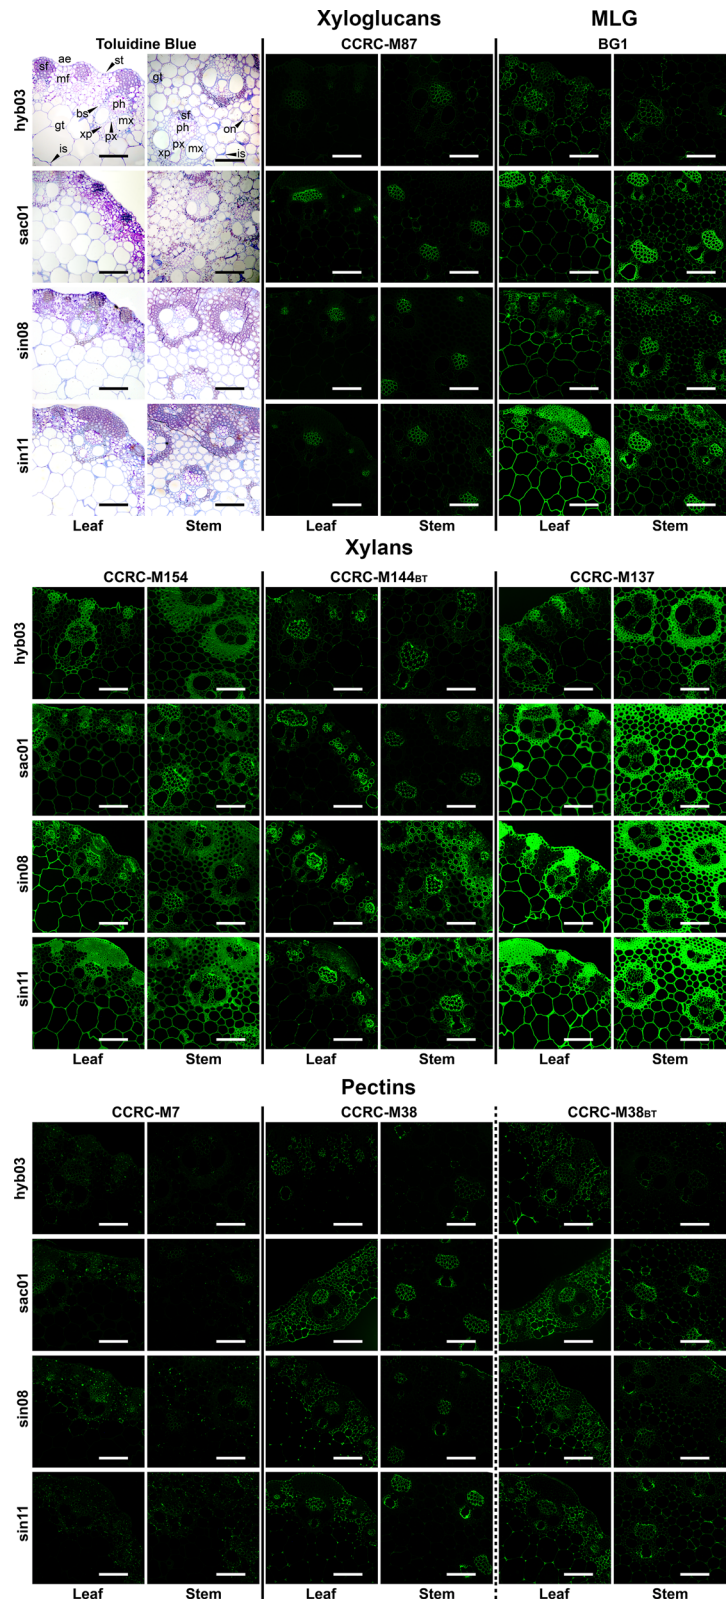 Xyloglucans MLG
Toluidine Blue CCRC-M87 BG1
hyb03
sf ae st
mf
bs ph
gt mx
xp px
is
gt
sf
ph on
px
xp mx is
sac01
sin08
sin11
Leaf Stem Leaf Stem Leaf Stem
Xylans
CCRC-M154 CCRC-M144BT CCRC-M137
hyb03
sac01
sin08
sin11
Leaf Stem Leaf Stem Leaf Stem
Pectins
CCRC-M7 CCRC-M38 CCRC-M38BT
hyb03
sac01
sin08
sin11
Leaf Stem Leaf Stem Leaf Stem